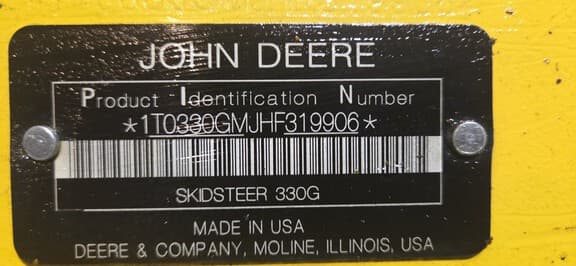 JOHN DEERE
Product Identification Number
*1T0330GMJHF319906*
SKIDSTEER 330G
MADE IN USA
DEERE & COMPANY, MOLINE, ILLINOIS, USA